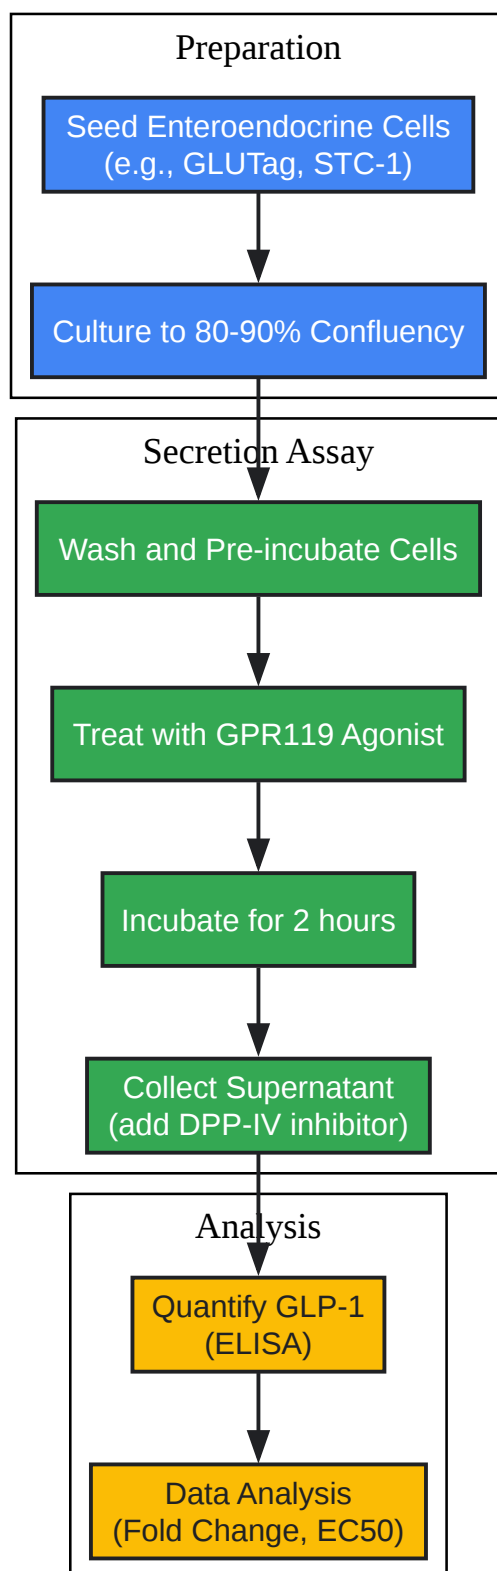 Preparation
Seed Enteroendocrine Cells
(e.g., GLUTag, STC-1)
Culture to 80-90% Confluency
Secretion Assay
Wash and Pre-incubate Cells
Treat with GPR119 Agonist
Incubate for 2 hours
Collect Supernatant
(add DPP-IV inhibitor)
Analysis
Quantify GLP-1
(ELISA)
Data Analysis
(Fold Change, EC50)